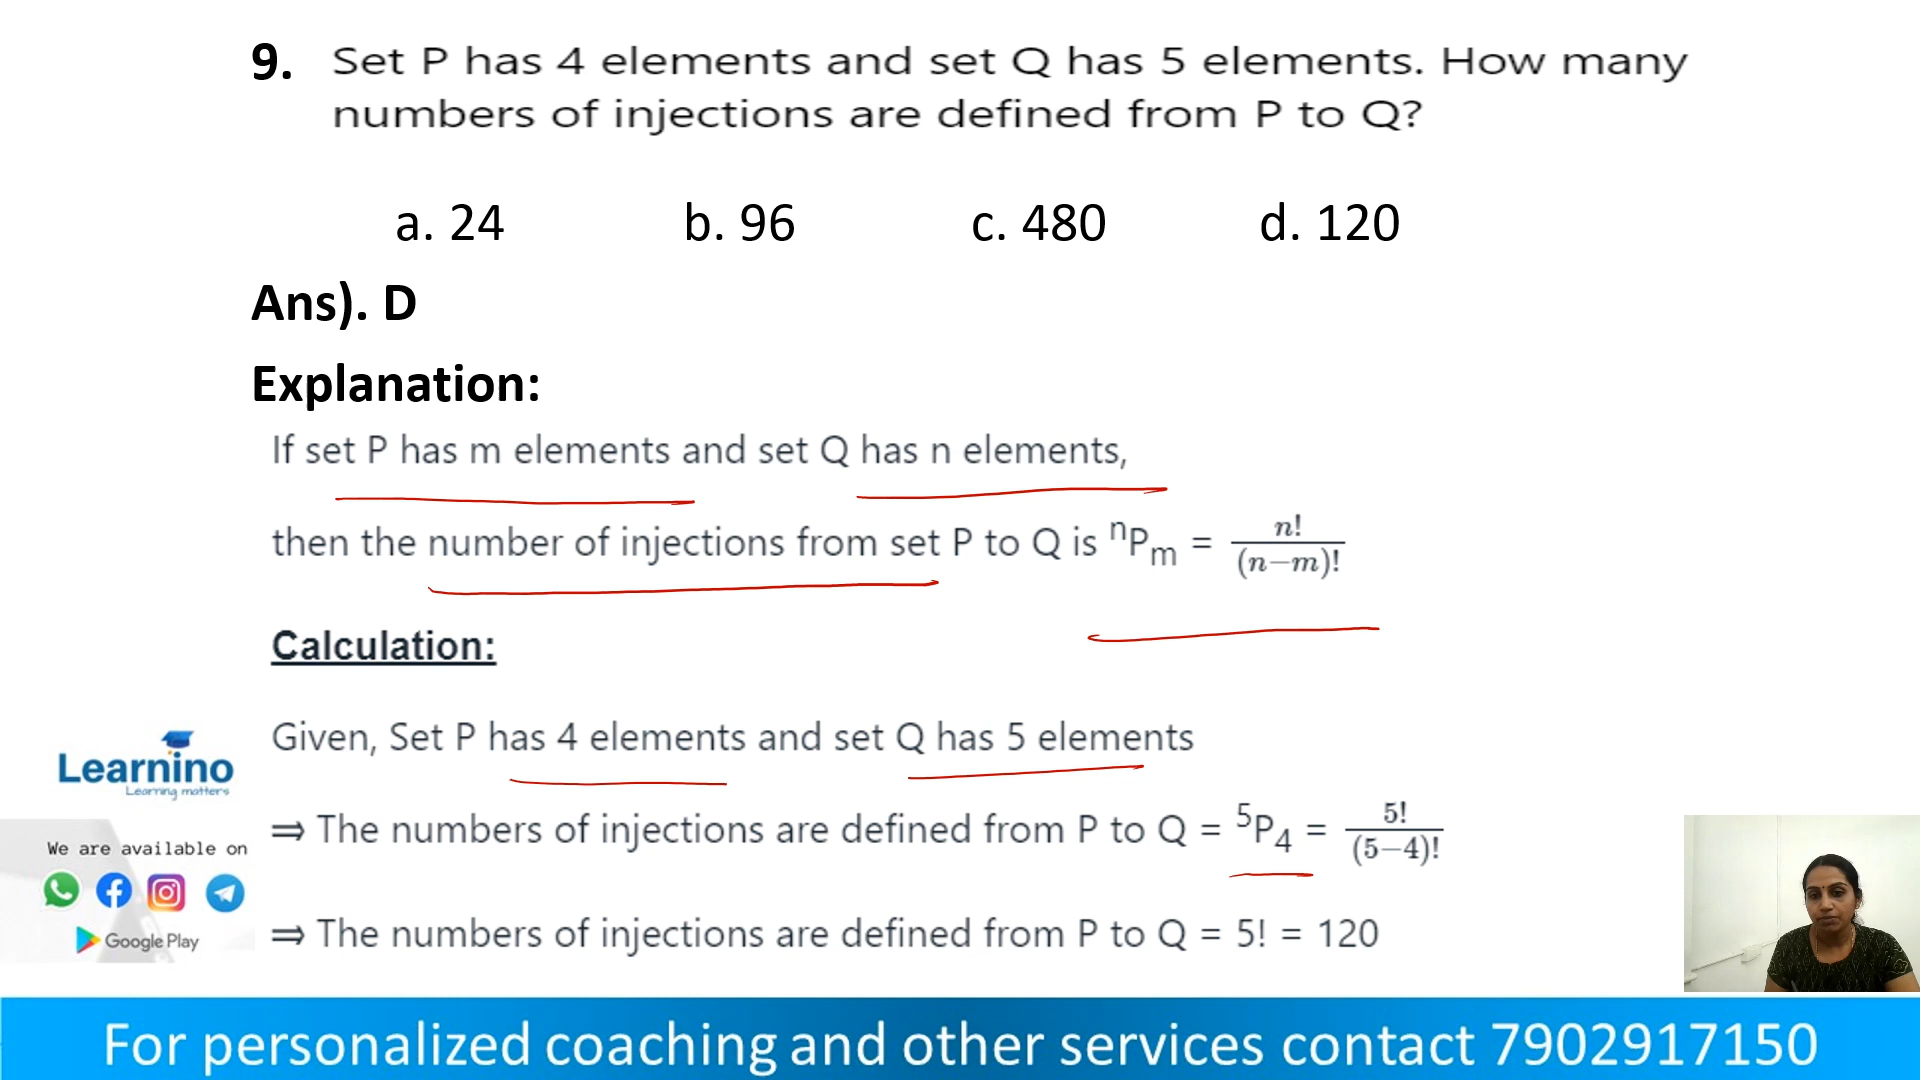 9. Set P has 4 elements and set Q has 5 elements. How many
numbers of injections are defined from P to Q?
a. 24 b. 96 c. 480 d. 120
Ans). D
Explanation:
If set P has m elements and set Q has n elements,
then the number of injections from set P to Q is ⁿPₘ = n!/(n−m)!
Calculation:
Given, Set P has 4 elements and set Q has 5 elements
⇒ The numbers of injections are defined from P to Q = ⁵P₄ = 5!/(5−4)!
⇒ The numbers of injections are defined from P to Q = 5! = 120
Learnino
Learning matters
We are available on
Google Play
For personalized coaching and other services contact 7902917150